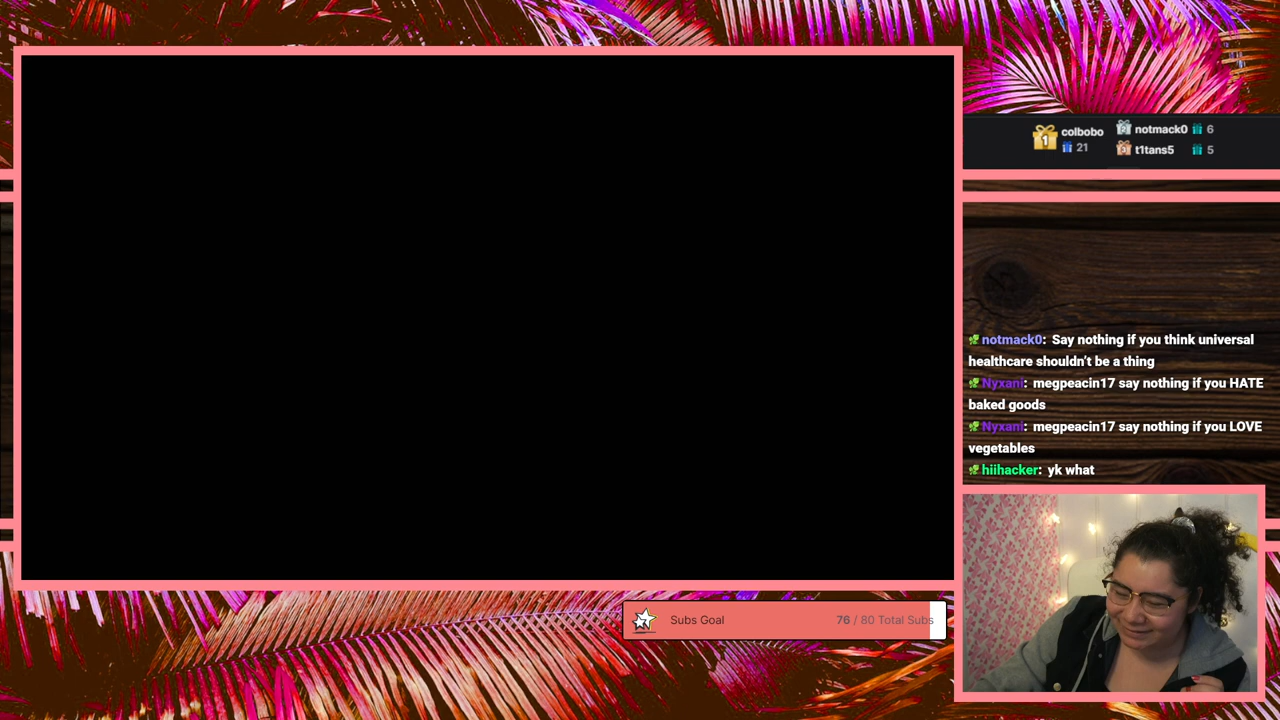 colbobo
21
notmack0 6
t1tans5 5
notmack0: Say nothing if you think universal
healthcare shouldn't be a thing
Nyxani: megpeacin17 say nothing if you HATE
baked goods
Nyxani: megpeacin17 say nothing if you LOVE
vegetables
hiihacker: yk what
Subs Goal 76 / 80 Total Subs